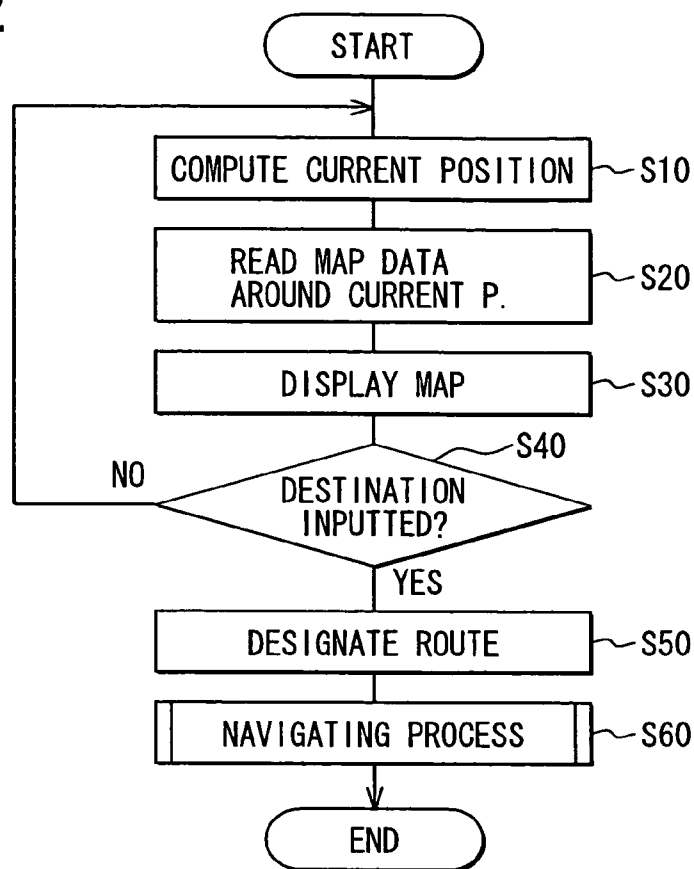 START
COMPUTE CURRENT POSITION
S10
READ MAP DATA
AROUND CURRENT P.
S20
DISPLAY MAP
S30
S40
NO
DESTINATION
INPUTTED?
YES
DESIGNATE ROUTE
S50
NAVIGATING PROCESS
S60
END